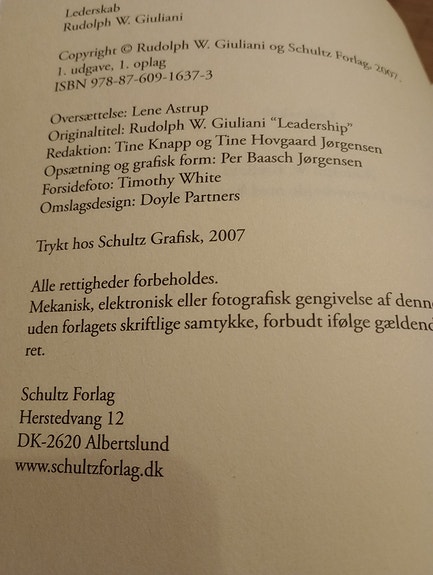 Lederskab
Rudolph W. Giuliani
Copyright © Rudolph W. Giuliani og Schultz Forlag, 2007.
1. udgave, 1. oplag
ISBN 978-87-609-1637-3
Oversættelse: Lene Astrup
Originaltitel: Rudolph W. Giuliani “Leadership”
Redaktion: Tine Knapp og Tine Hovgaard Jørgensen
Opsætning og grafisk form: Per Baasch Jørgensen
Forsidefoto: Timothy White
Omslagsdesign: Doyle Partners
Trykt hos Schultz Grafisk, 2007
Alle rettigheder forbeholdes.
Mekanisk, elektronisk eller fotografisk gengivelse af denne
uden forlagets skriftlige samtykke, forbudt ifølge gældend
ret.
Schultz Forlag
Herstedvang 12
DK-2620 Albertslund
www.schultzforlag.dk